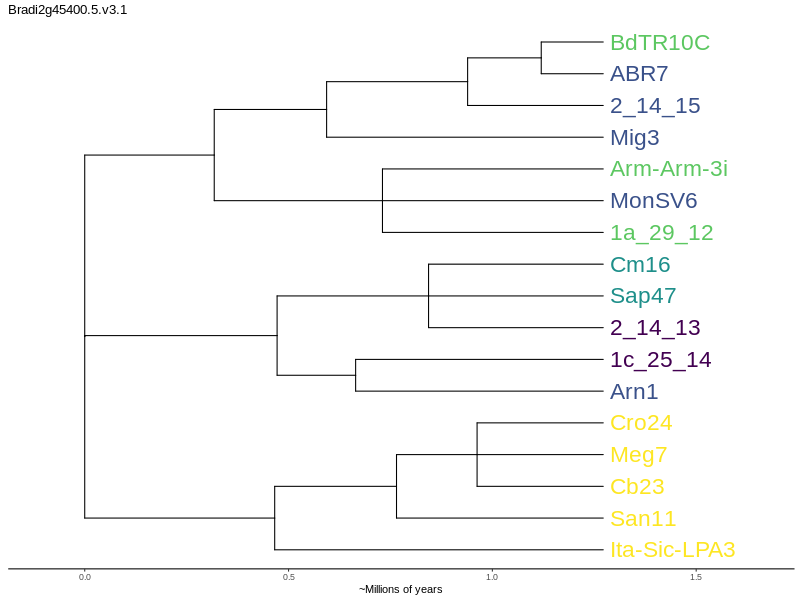 Bradi2g45400.5.v3.1
BdTR10C
ABR7
2_14_15
Mig3
Arm-Arm-3i
MonSV6
1a_29_12
Cm16
Sap47
2_14_13
1c_25_14
Arn1
Cro24
Meg7
Cb23
San11
Ita-Sic-LPA3
0.0 0.5 1.0 1.5
~Millions of years